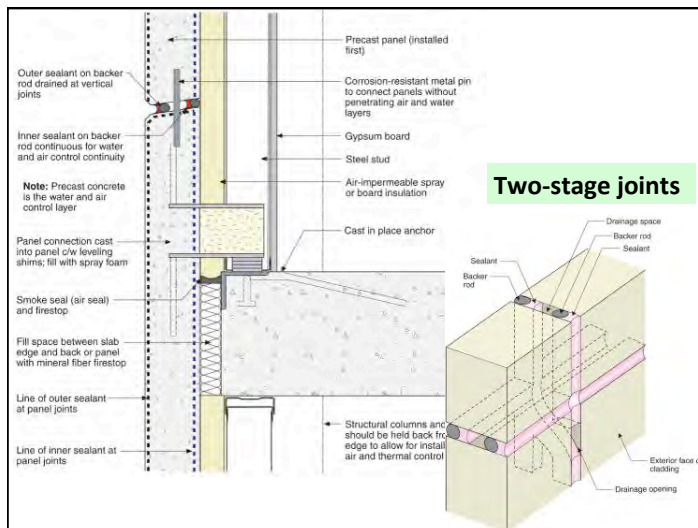 Precast panel (installed
first)
Outer sealant on backer
rod drained at vertical
joints
Corrosion-resistant metal pin
to connect panels without
penetrating air and water
layers
Inner sealant on backer
rod continuous for water
and air control continuity
Gypsum board
Steel stud
Note: Precast concrete
is the water and air
control layer
Air-impermeable spray
or board insulation
Two-stage joints
Panel connection cast
into panel c/w leveling
shims; fill with spray foam
Cast in place anchor
Drainage space
Backer rod
Sealant
Sealant
Backer
rod
Smoke seal (air seal)
and firestop
Fill space between slab
edge and back or panel
with mineral fiber firestop
Line of outer sealant
at panel joints
Structural columns and
should be held back fro
edge to allow for install
air and thermal control
Line of inner sealant at
panel joints
Exterior face o
cladding
Drainage opening